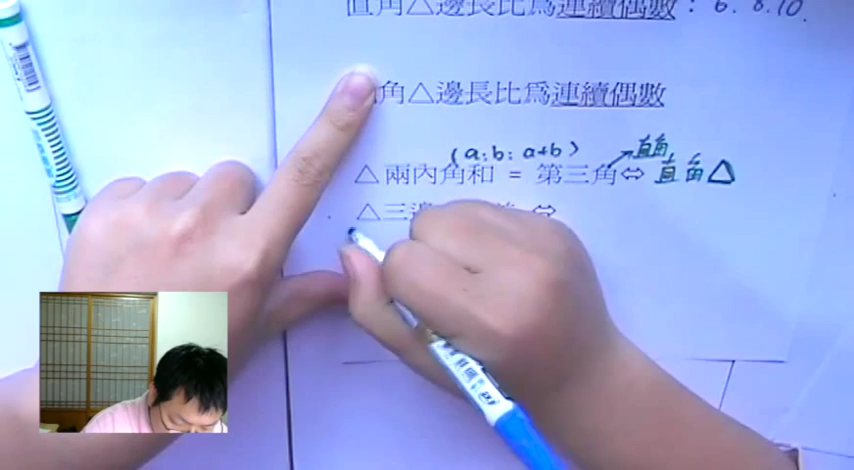 直角△邊長比為連續偶數：6.8.10.
角△邊長比為連續偶數
(a:b:a+b) 直角
△兩內角和 = 第三角⇔直角△
△三邊 ⇔